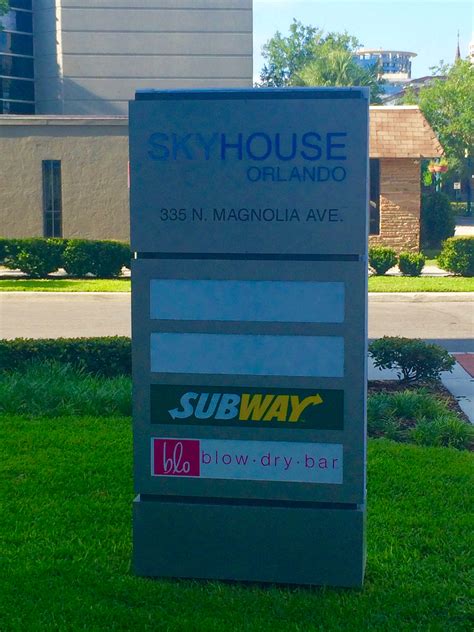 SKYHOUSE
ORLANDO
335 N. MAGNOLIA AVE.
SUBWAY
blo blow·dry·bar